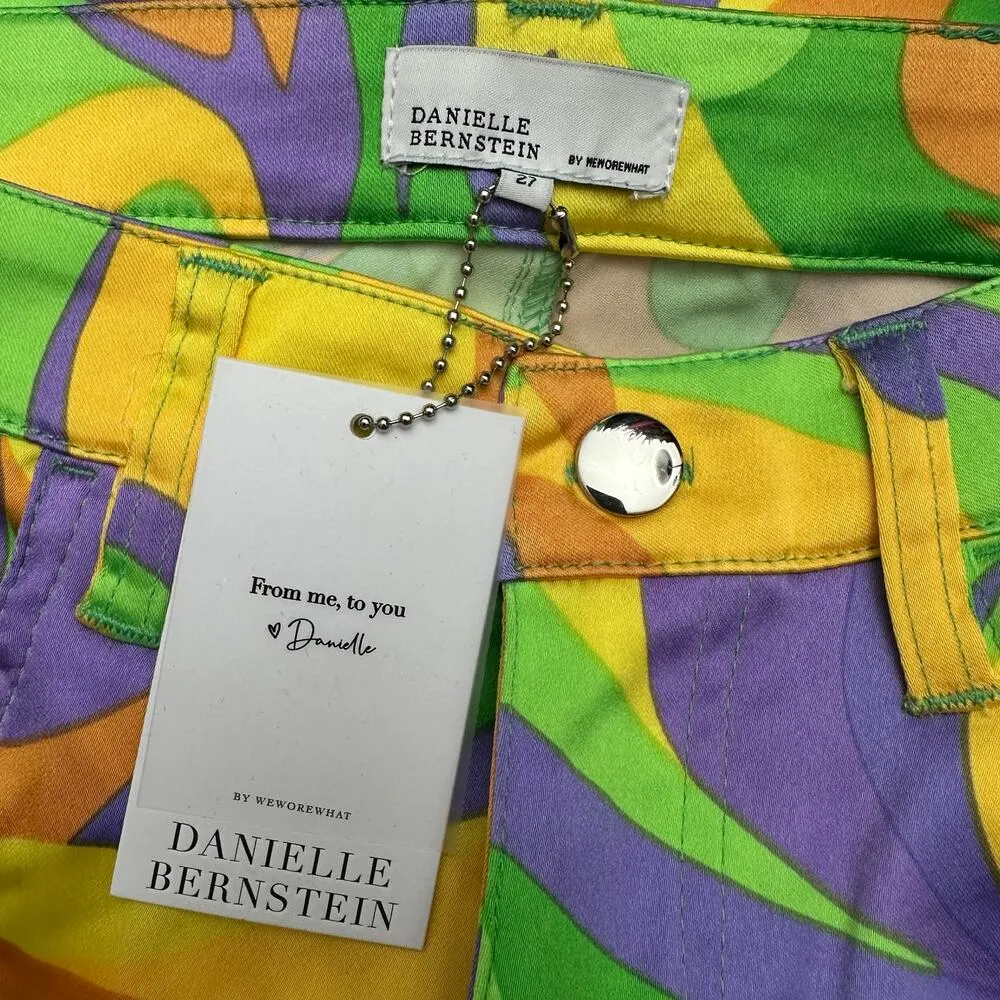 DANIELLE
BERNSTEIN
BY WEWOREWHAT
27
From me, to you
♥ Danielle
BY WEWOREWHAT
DANIELLE
BERNSTEIN